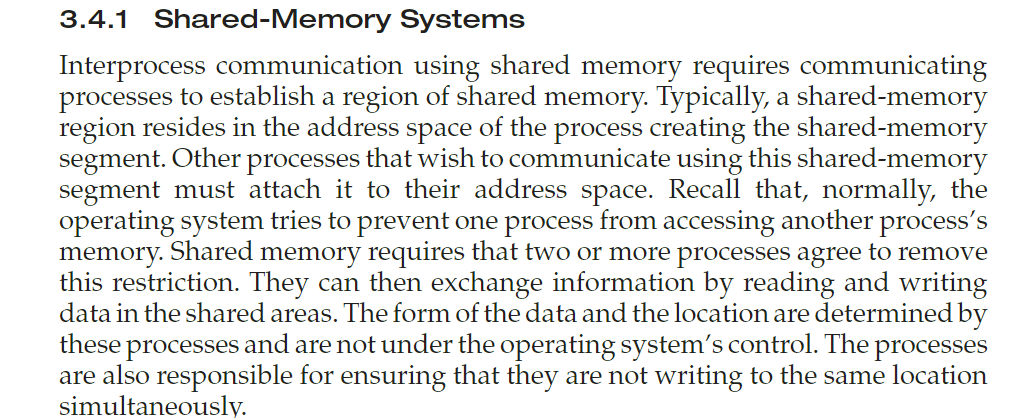 3.4.1 Shared-Memory Systems
Interprocess communication using shared memory requires communicating
processes to establish a region of shared memory. Typically, a shared-memory
region resides in the address space of the process creating the shared-memory
segment. Other processes that wish to communicate using this shared-memory
segment must attach it to their address space. Recall that, normally, the
operating system tries to prevent one process from accessing another process's
memory. Shared memory requires that two or more processes agree to remove
this restriction. They can then exchange information by reading and writing
data in the shared areas. The form of the data and the location are determined by
these processes and are not under the operating system's control. The processes
are also responsible for ensuring that they are not writing to the same location
simultaneously.